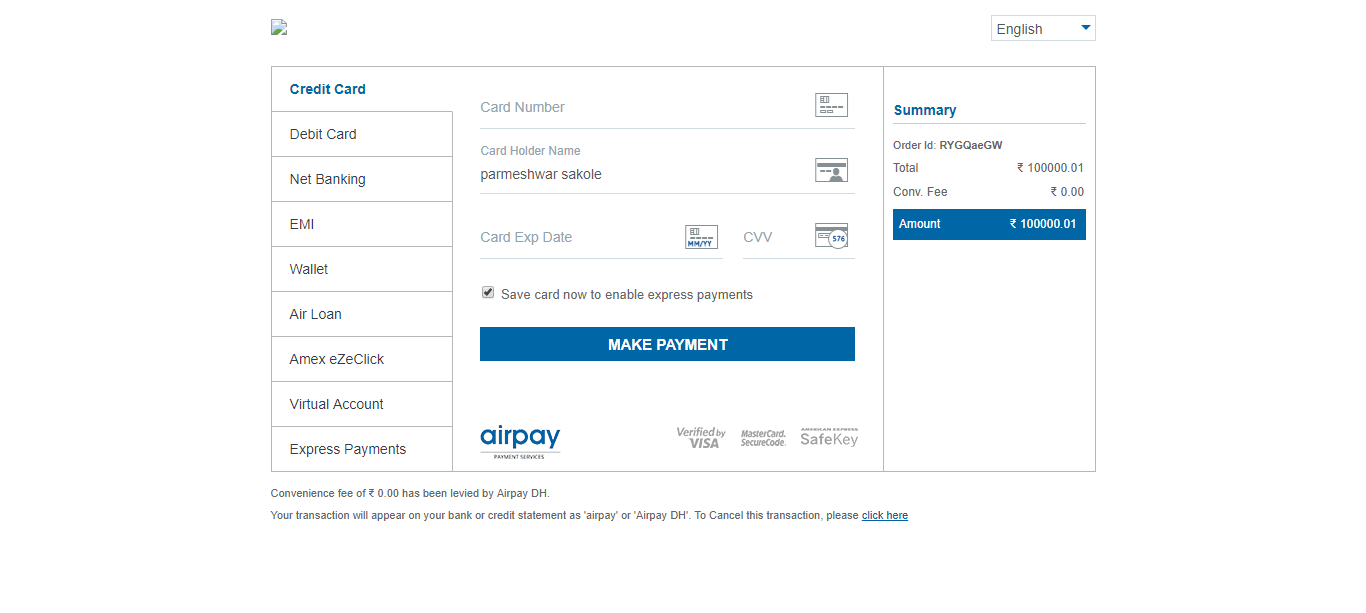 English
Credit Card
Debit Card
Net Banking
EMI
Wallet
Air Loan
Amex eZeClick
Virtual Account
Express Payments
Card Number
Card Holder Name
parmeshwar sakole
Card Exp Date
MM/YY
CVV
576
Save card now to enable express payments
MAKE PAYMENT
airpay
PAYMENT SERVICES
Verified by
VISA
MasterCard.
SecureCode.
AMERICAN EXPRESS
SafeKey
Summary
Order Id: RYGQaeGW
Total ₹ 100000.01
Conv. Fee ₹ 0.00
Amount ₹ 100000.01
Convenience fee of ₹ 0.00 has been levied by Airpay DH.
Your transaction will appear on your bank or credit statement as 'airpay' or 'Airpay DH'. To Cancel this transaction, please click here